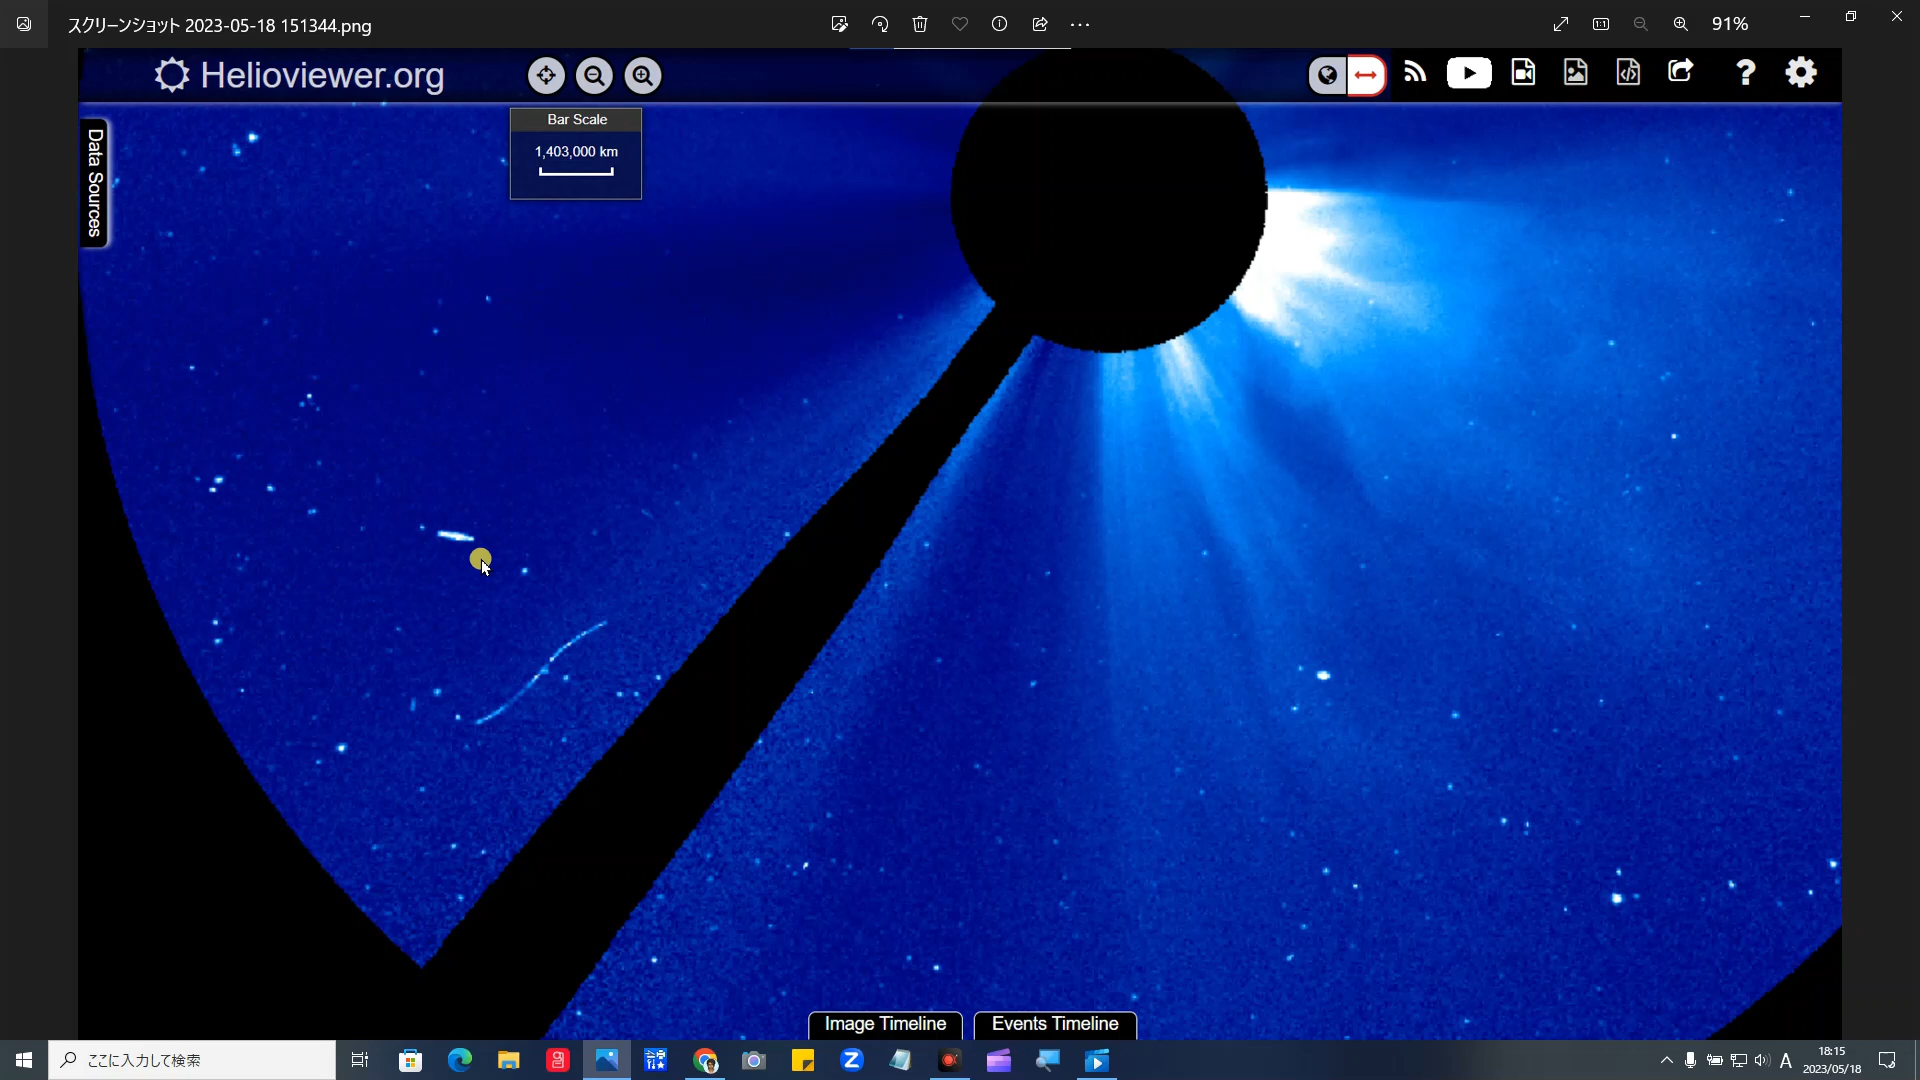 スクリーンショット 2023-05-18 151344.png
91%
Helioviewer.org
Bar Scale
1,403,000 km
Data Sources
Image Timeline
Events Timeline
ここに入力して検索
A
18:15
2023/05/18